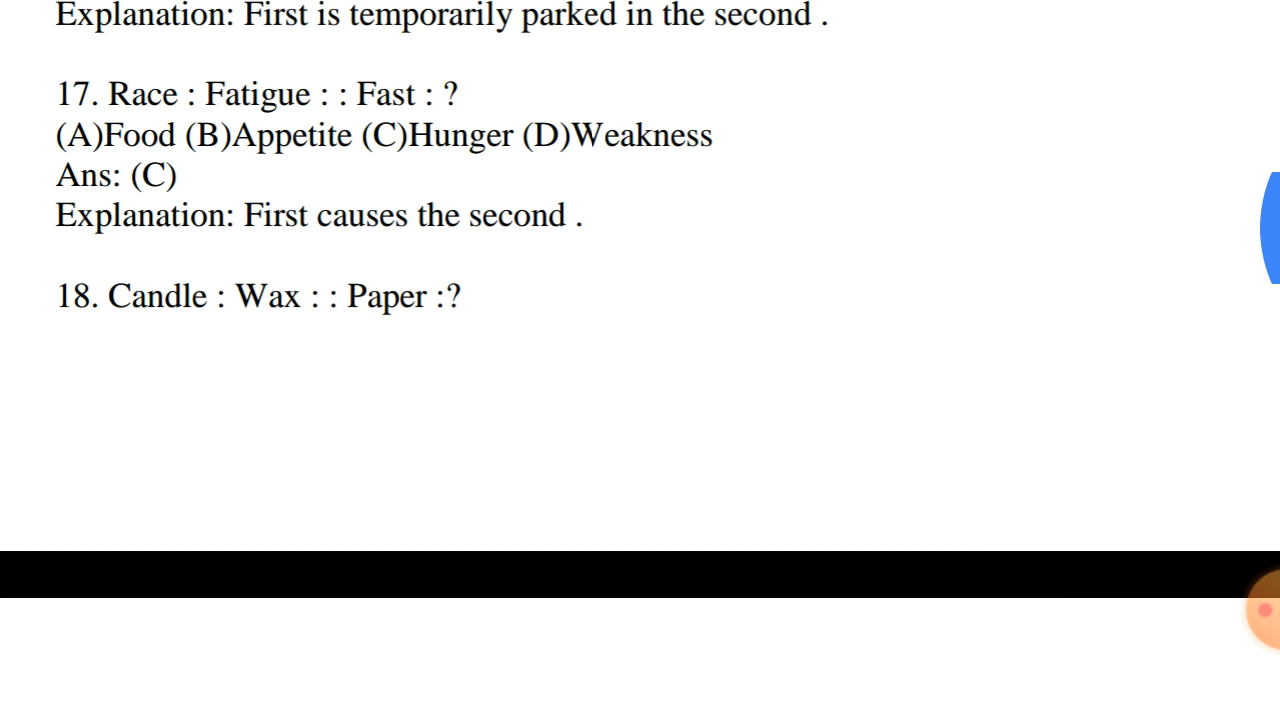 Explanation: First is temporarily parked in the second .
17. Race : Fatigue : : Fast : ?
(A)Food (B)Appetite (C)Hunger (D)Weakness
Ans: (C)
Explanation: First causes the second .
18. Candle : Wax : : Paper :?